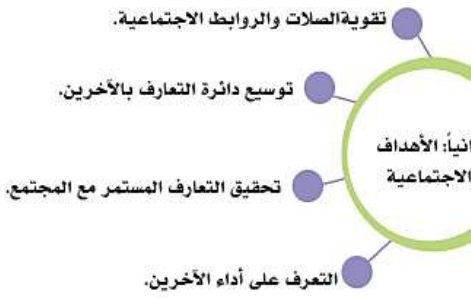 تقويةالصلات والروابط الاجتماعية.
توسيع دائرة التعارف بالآخرين.
انياً: الأهداف
الاجتماعية
تحقيق التعارف المستمر مع المجتمع.
التعرف على أداء الآخرين.